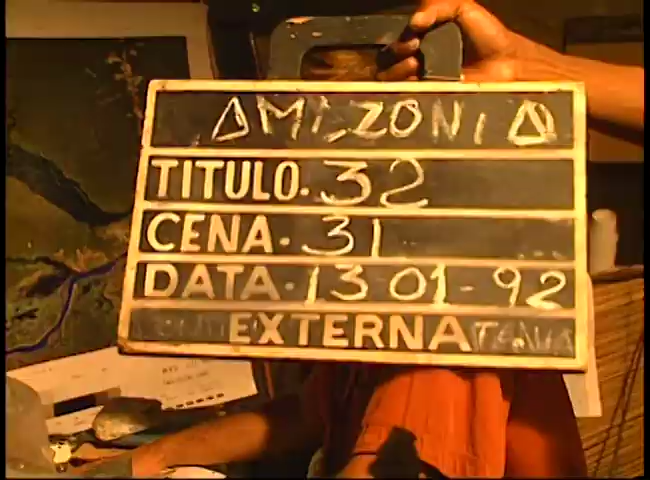 AMAZONIA
TITULO. 32
CENA. 31
DATA. 13-01-92
EXTERNA